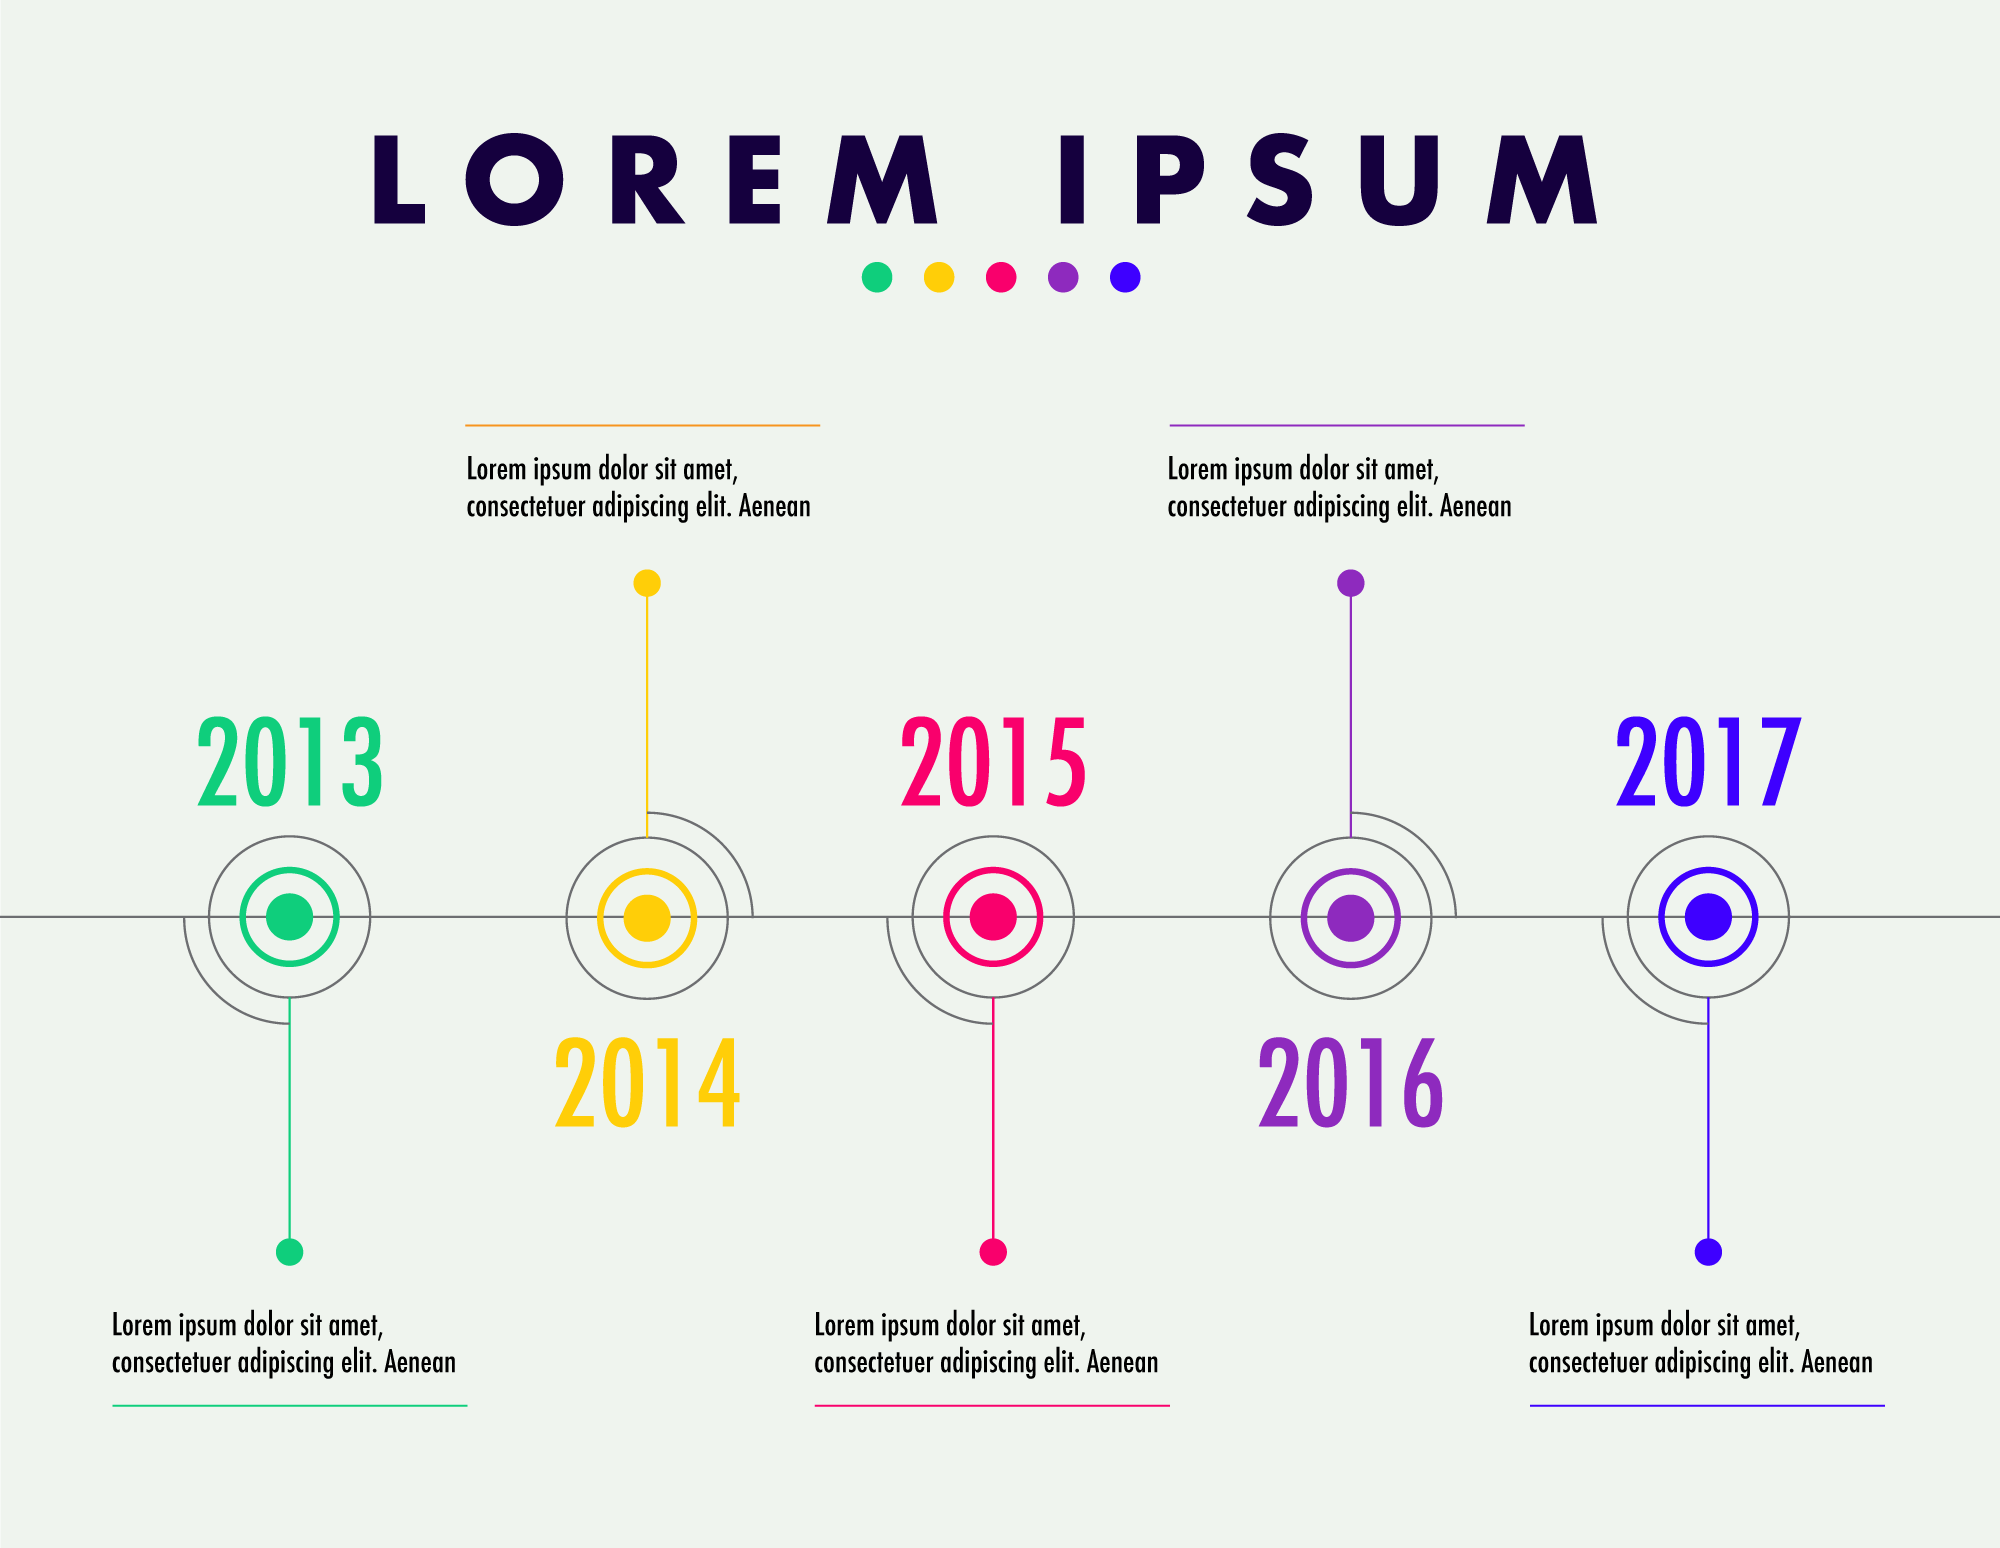 LOREM IPSUM
Lorem ipsum dolor sit amet,
consectetuer adipiscing elit. Aenean
Lorem ipsum dolor sit amet,
consectetuer adipiscing elit. Aenean
2013
2015
2017
2014
2016
Lorem ipsum dolor sit amet,
consectetuer adipiscing elit. Aenean
Lorem ipsum dolor sit amet,
consectetuer adipiscing elit. Aenean
Lorem ipsum dolor sit amet,
consectetuer adipiscing elit. Aenean